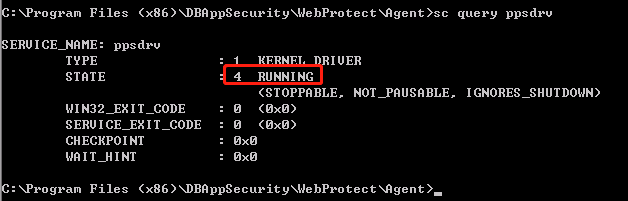 C:\Program Files (x86)\DBAppSecurity\WebProtect\Agent>sc query ppsdrv
SERVICE_NAME: ppsdrv
TYPE : 1 KERNEL_DRIVER
STATE : 4 RUNNING
(STOPPABLE, NOT_PAUSABLE, IGNORES_SHUTDOWN)
WIN32_EXIT_CODE : 0 (0x0)
SERVICE_EXIT_CODE : 0 (0x0)
CHECKPOINT : 0x0
WAIT_HINT : 0x0
C:\Program Files (x86)\DBAppSecurity\WebProtect\Agent>_